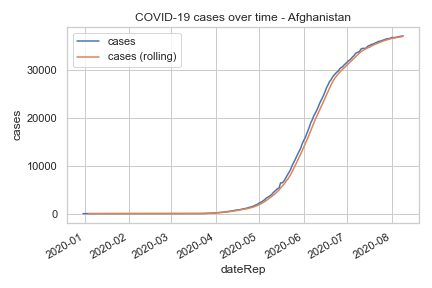 COVID-19 cases over time - Afghanistan
cases
cases (rolling)
30000
20000
10000
0
cases
2020-01
2020-02
2020-03
2020-04
2020-05
2020-06
2020-07
2020-08
dateRep